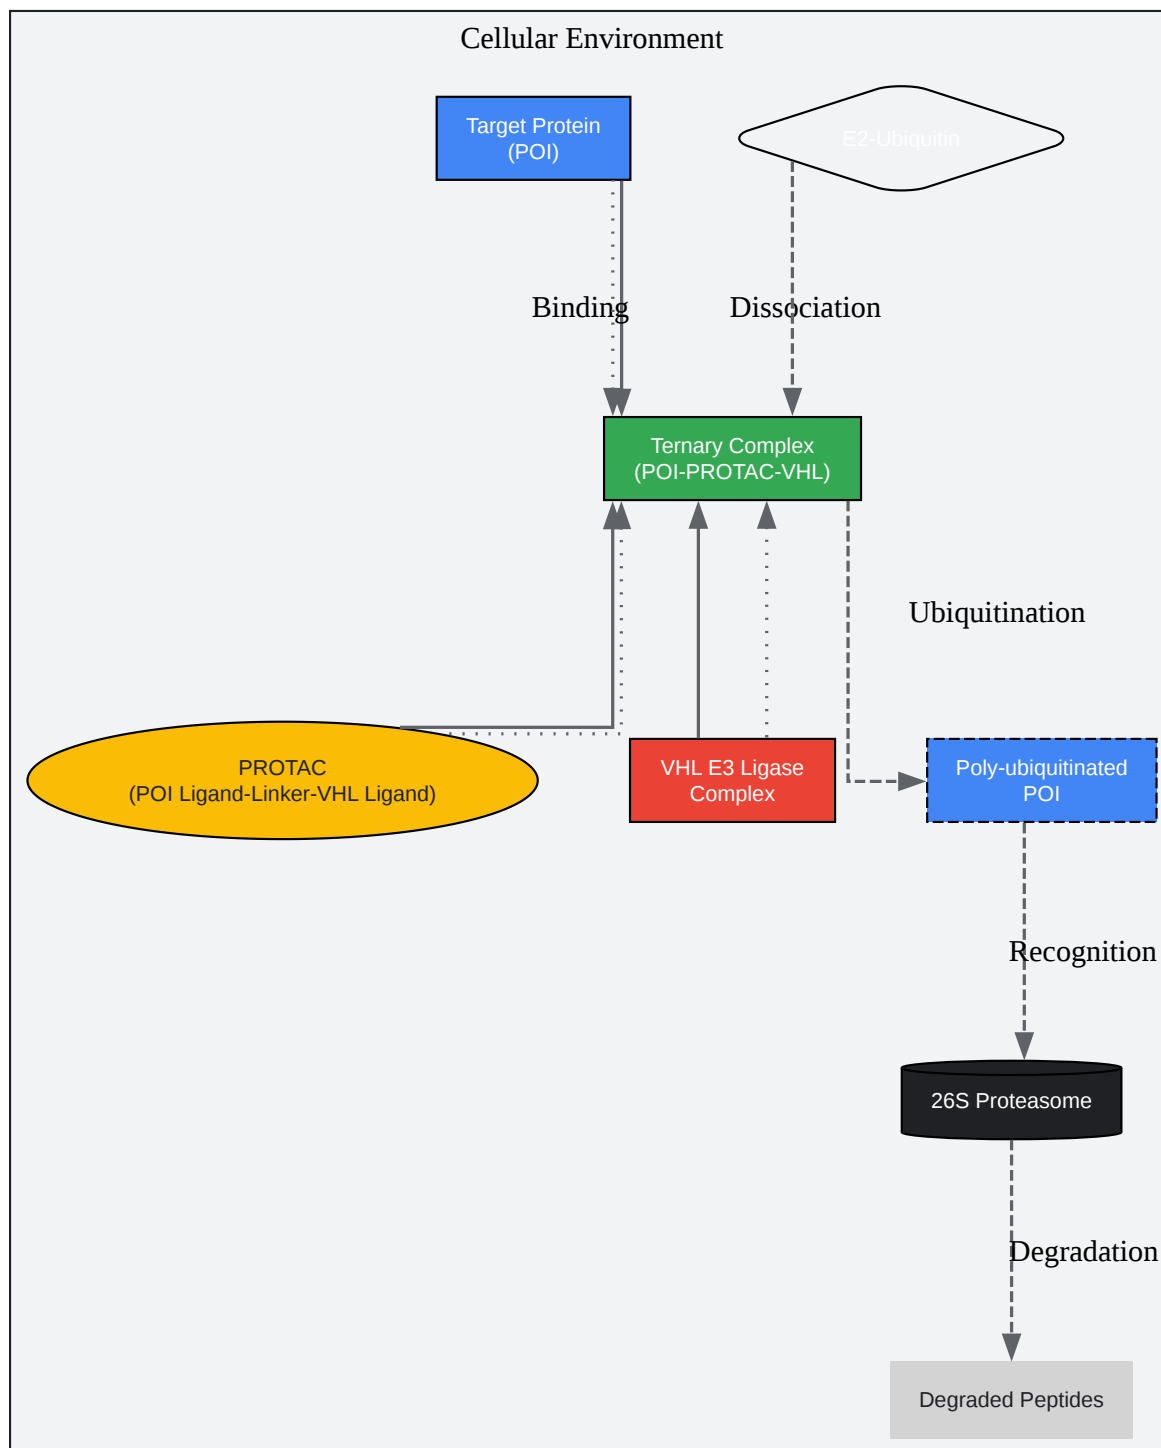 Cellular Environment
Target Protein
(POI)
E2-Ubiquitin
Binding
Dissociation
Ternary Complex
(POI-PROTAC-VHL)
Ubiquitination
PROTAC
(POI Ligand-Linker-VHL Ligand)
VHL E3 Ligase
Complex
Poly-ubiquitinated
POI
Recognition
26S Proteasome
Degradation
Degraded Peptides